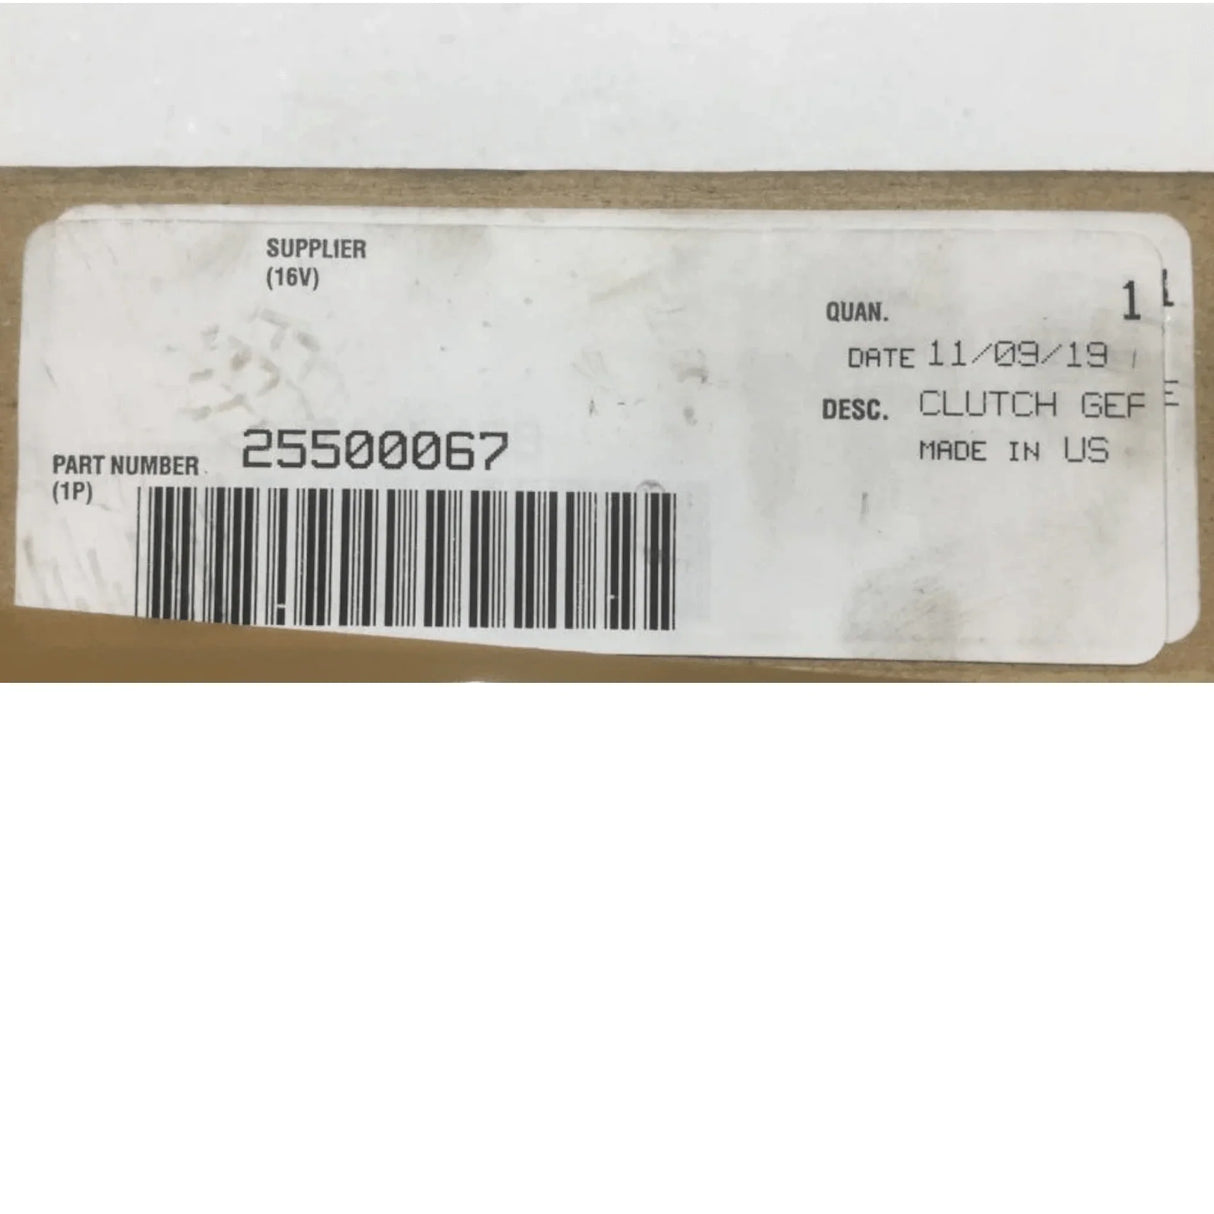 SUPPLIER
(16V)
QUAN. 1
DATE 11/09/19
DESC. CLUTCH GEF
MADE IN US
PART NUMBER 25500067
(1P)